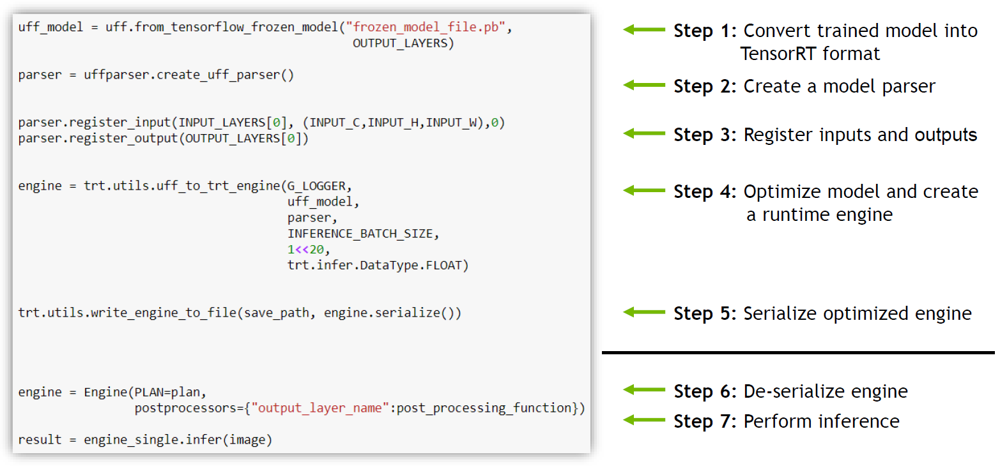 uff_model = uff.from_tensorflow_frozen_model("frozen_model_file.pb",
OUTPUT_LAYERS)
parser = uffparser.create_uff_parser()
parser.register_input(INPUT_LAYERS[0], (INPUT_C,INPUT_H,INPUT_W),0)
parser.register_output(OUTPUT_LAYERS[0])
engine = trt.utils.uff_to_trt_engine(G_LOGGER,
uff_model,
parser,
INFERENCE_BATCH_SIZE,
1<<20,
trt.infer.DataType.FLOAT)
trt.utils.write_engine_to_file(save_path, engine.serialize())
engine = Engine(PLAN=plan,
postprocessors={"output_layer_name":post_processing_function})
result = engine_single.infer(image)
Step 1: Convert trained model into
TensorRT format
Step 2: Create a model parser
Step 3: Register inputs and outputs
Step 4: Optimize model and create
a runtime engine
Step 5: Serialize optimized engine
Step 6: De-serialize engine
Step 7: Perform inference